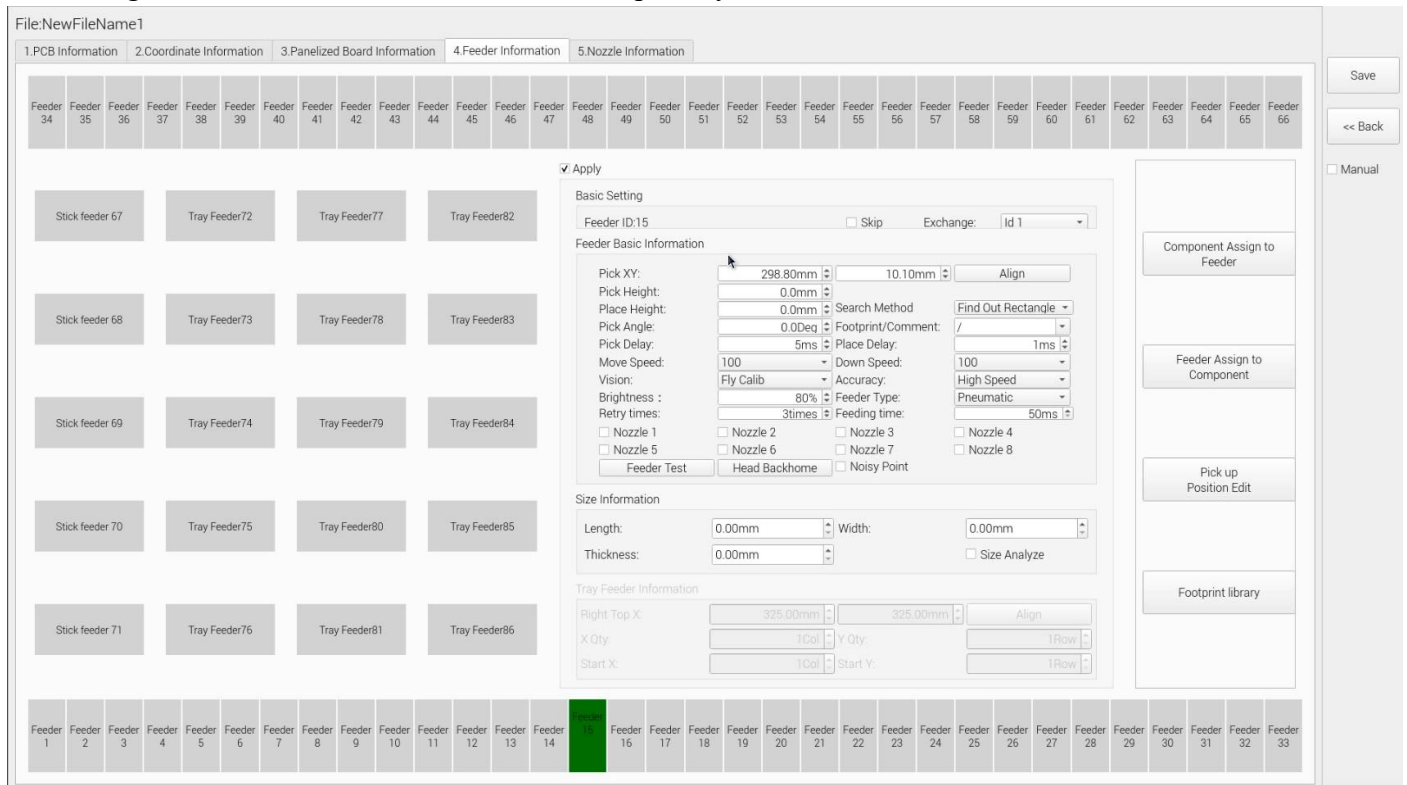 File:NewFileName1
1.PCB Information 2.Coordinate Information 3.Panelized Board Information 4.Feeder Information 5.Nozzle Information
Save
<< Back
Manual
Feeder 34 Feeder 35 Feeder 36 Feeder 37 Feeder 38 Feeder 39 Feeder 40 Feeder 41 Feeder 42 Feeder 43 Feeder 44 Feeder 45 Feeder 46 Feeder 47 Feeder 48 Feeder 49 Feeder 50 Feeder 51 Feeder 52 Feeder 53 Feeder 54 Feeder 55 Feeder 56 Feeder 57 Feeder 58 Feeder 59 Feeder 60 Feeder 61 Feeder 62 Feeder 63 Feeder 64 Feeder 65 Feeder 66
Stick feeder 67 Tray Feeder72 Tray Feeder77 Tray Feeder82
Stick feeder 68 Tray Feeder73 Tray Feeder78 Tray Feeder83
Stick feeder 69 Tray Feeder74 Tray Feeder79 Tray Feeder84
Stick feeder 70 Tray Feeder75 Tray Feeder80 Tray Feeder85
Stick feeder 71 Tray Feeder76 Tray Feeder81 Tray Feeder86
Apply
Basic Setting
Feeder ID:15 Skip Exchange: Id 1
Feeder Basic Information
Pick XY: 298.80mm 10.10mm Align
Pick Height: 0.0mm
Place Height: 0.0mm Search Method Find Out Rectangle
Pick Angle: 0.0Deg Footprint/Comment: /
Pick Delay: 5ms Place Delay: 1ms
Move Speed: 100 Down Speed: 100
Vision: Fly Calib Accuracy: High Speed
Brightness : 80% Feeder Type: Pneumatic
Retry times: 3times Feeding time: 50ms
Nozzle 1 Nozzle 2 Nozzle 3 Nozzle 4
Nozzle 5 Nozzle 6 Nozzle 7 Nozzle 8
Feeder Test Head Backhome Noisy Point
Size Information
Length: 0.00mm Width: 0.00mm
Thickness: 0.00mm Size Analyze
Tray Feeder Information
Right Top X: 325.00mm 325.00mm Align
X Qty: 1Col Y Qty: 1Row
Start X: 1Col Start Y: 1Row
Component Assign to
Feeder
Feeder Assign to
Component
Pick up
Position Edit
Footprint library
Feeder 1 Feeder 2 Feeder 3 Feeder 4 Feeder 5 Feeder 6 Feeder 7 Feeder 8 Feeder 9 Feeder 10 Feeder 11 Feeder 12 Feeder 13 Feeder 14 Feeder 15 Feeder 16 Feeder 17 Feeder 18 Feeder 19 Feeder 20 Feeder 21 Feeder 22 Feeder 23 Feeder 24 Feeder 25 Feeder 26 Feeder 27 Feeder 28 Feeder 29 Feeder 30 Feeder 31 Feeder 32 Feeder 33